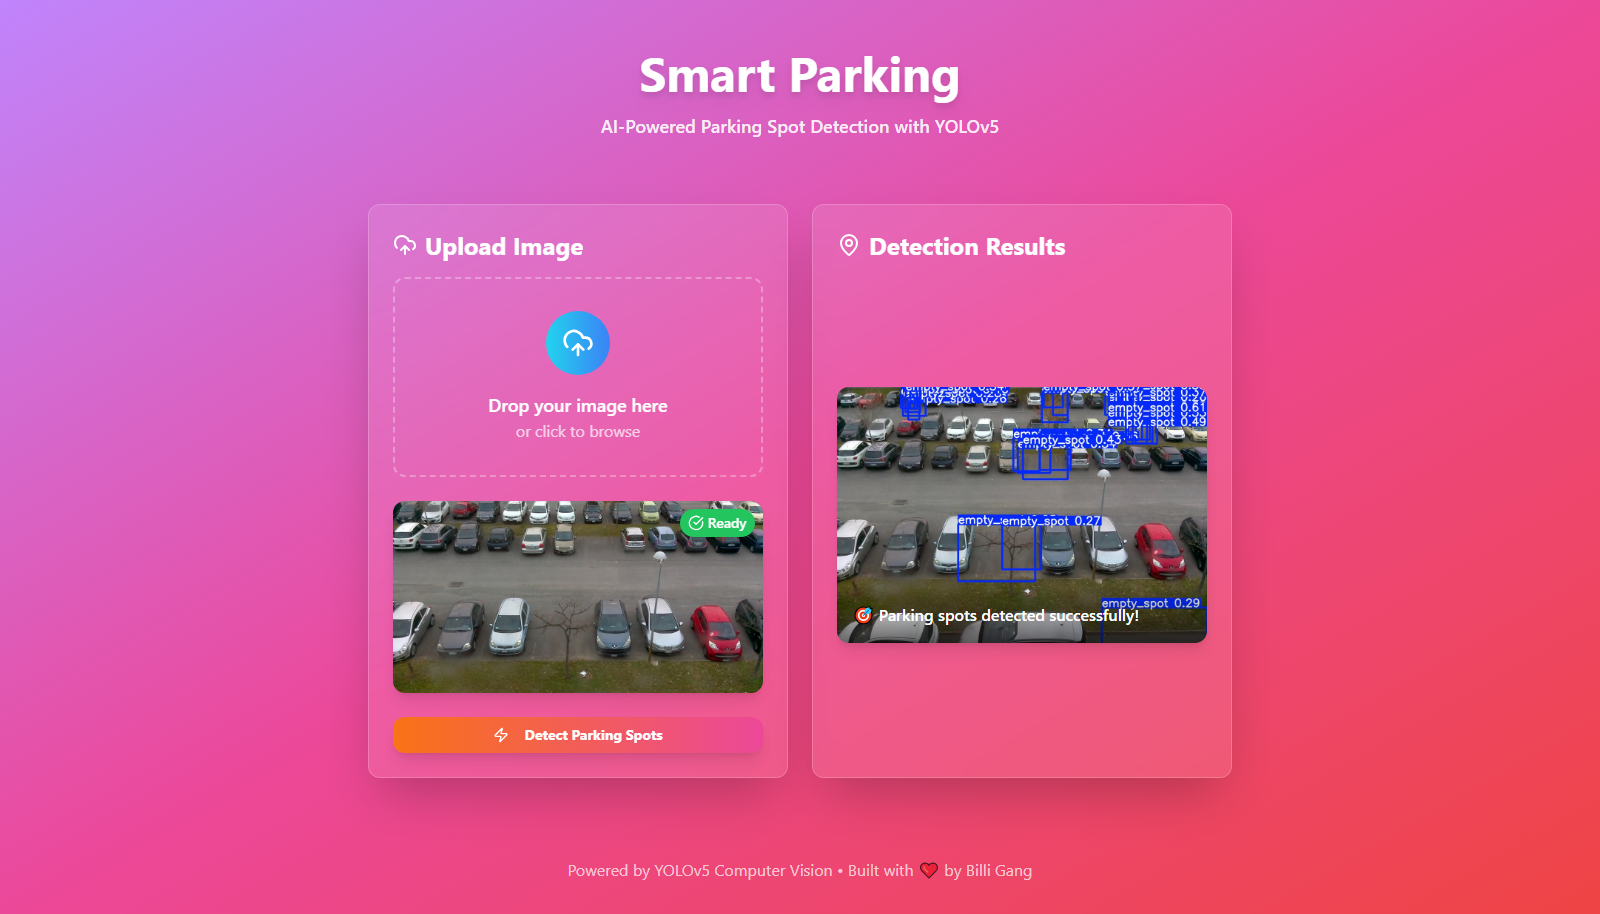 Smart Parking
AI-Powered Parking Spot Detection with YOLOv5
Upload Image
Drop your image here
or click to browse
Ready
Detect Parking Spots
Detection Results
empty_spot 0.61
empty_spot 0.49
empty_spot 0.43
empty_spot 0.27
empty_spot 0.29
🎯 Parking spots detected successfully!
Powered by YOLOv5 Computer Vision • Built with ❤️ by Billi Gang